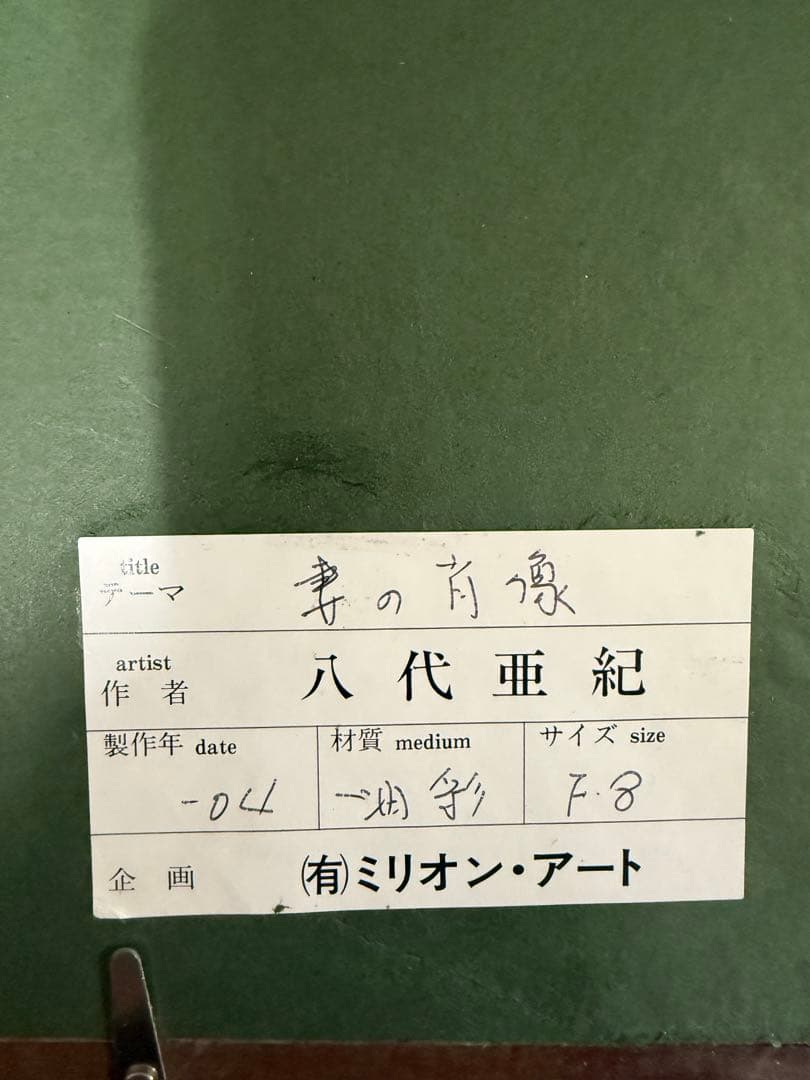 title
テーマ 妻の肖像
artist
作者 八代亜紀
製作年 date 材質 medium サイズ size
-04 油彩 F・8
企画 (有)ミリオン・アート